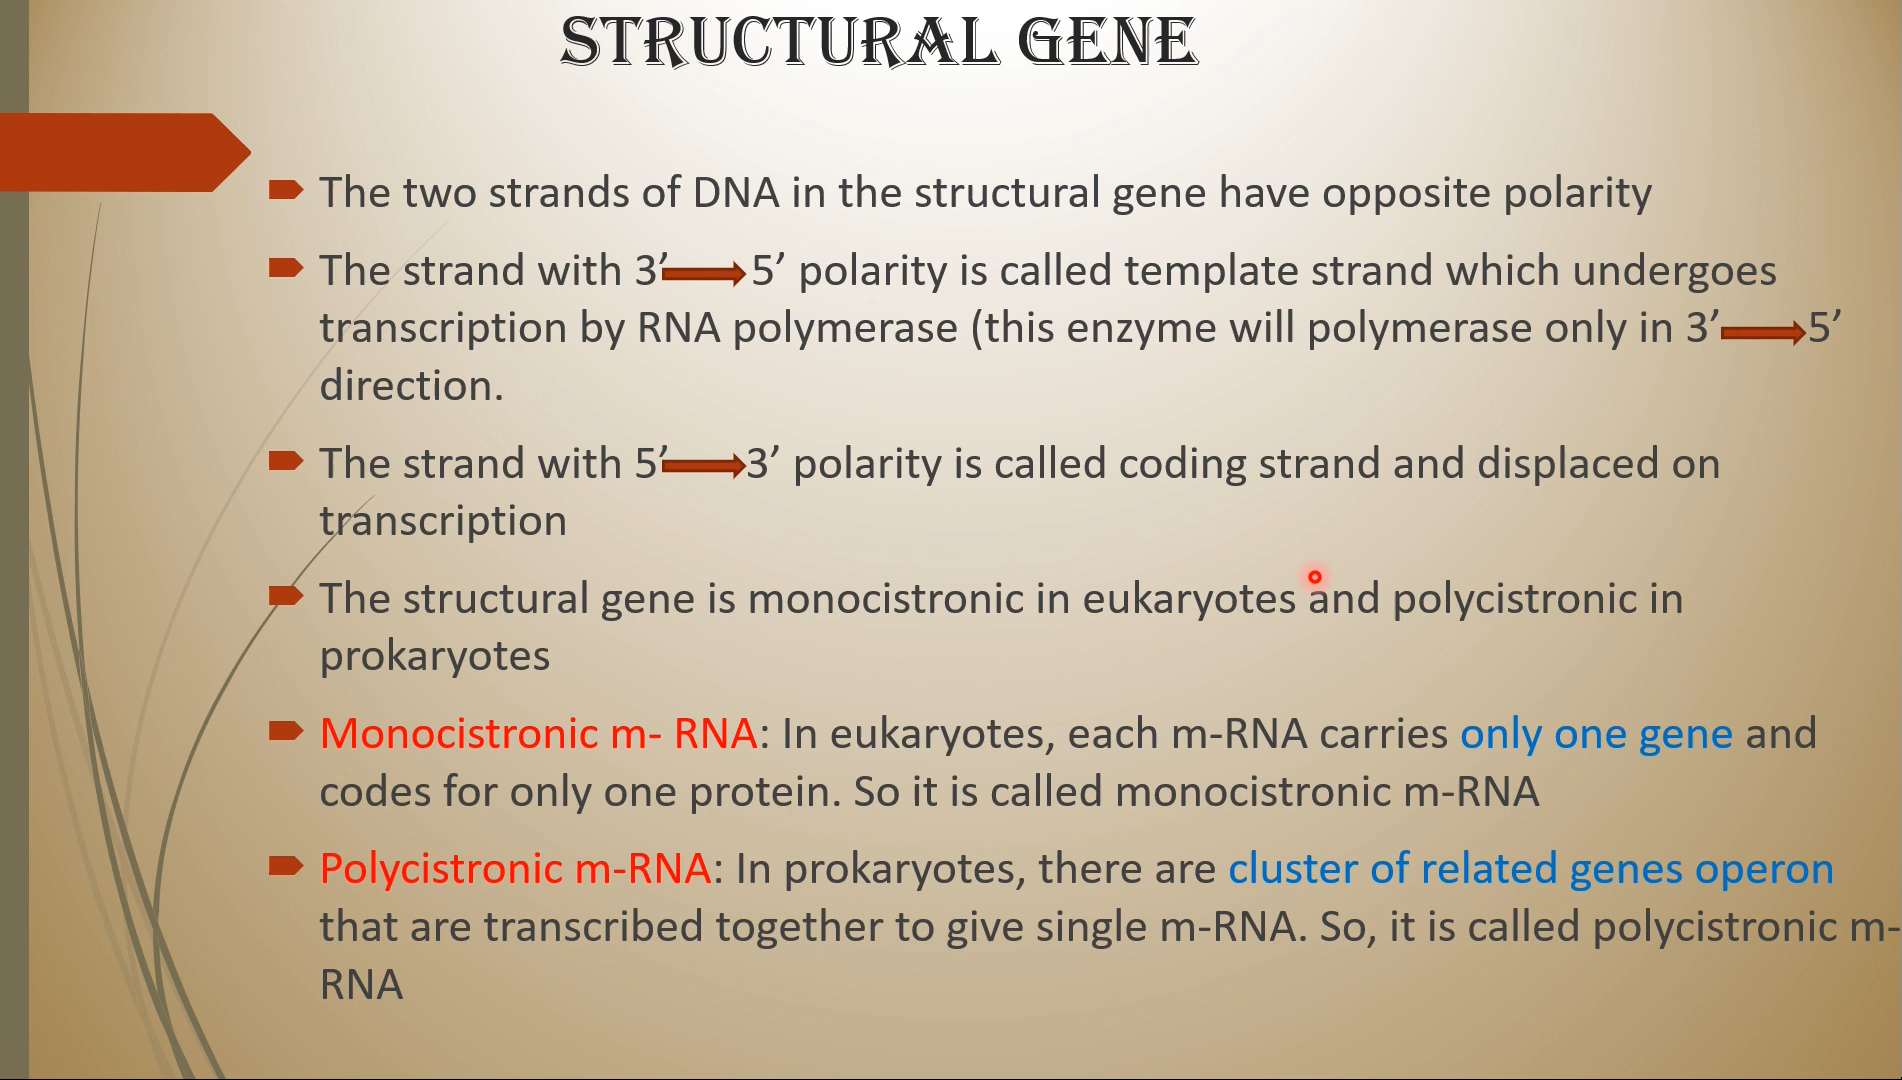 STRUCTURAL GENE
The two strands of DNA in the structural gene have opposite polarity
The strand with 3’ 5’ polarity is called template strand which undergoes
transcription by RNA polymerase (this enzyme will polymerase only in 3’ 5’
direction.
The strand with 5’ 3’ polarity is called coding strand and displaced on
transcription
The structural gene is monocistronic in eukaryotes and polycistronic in
prokaryotes
Monocistronic m- RNA: In eukaryotes, each m-RNA carries only one gene and
codes for only one protein. So it is called monocistronic m-RNA
Polycistronic m-RNA: In prokaryotes, there are cluster of related genes operon
that are transcribed together to give single m-RNA. So, it is called polycistronic m-
RNA